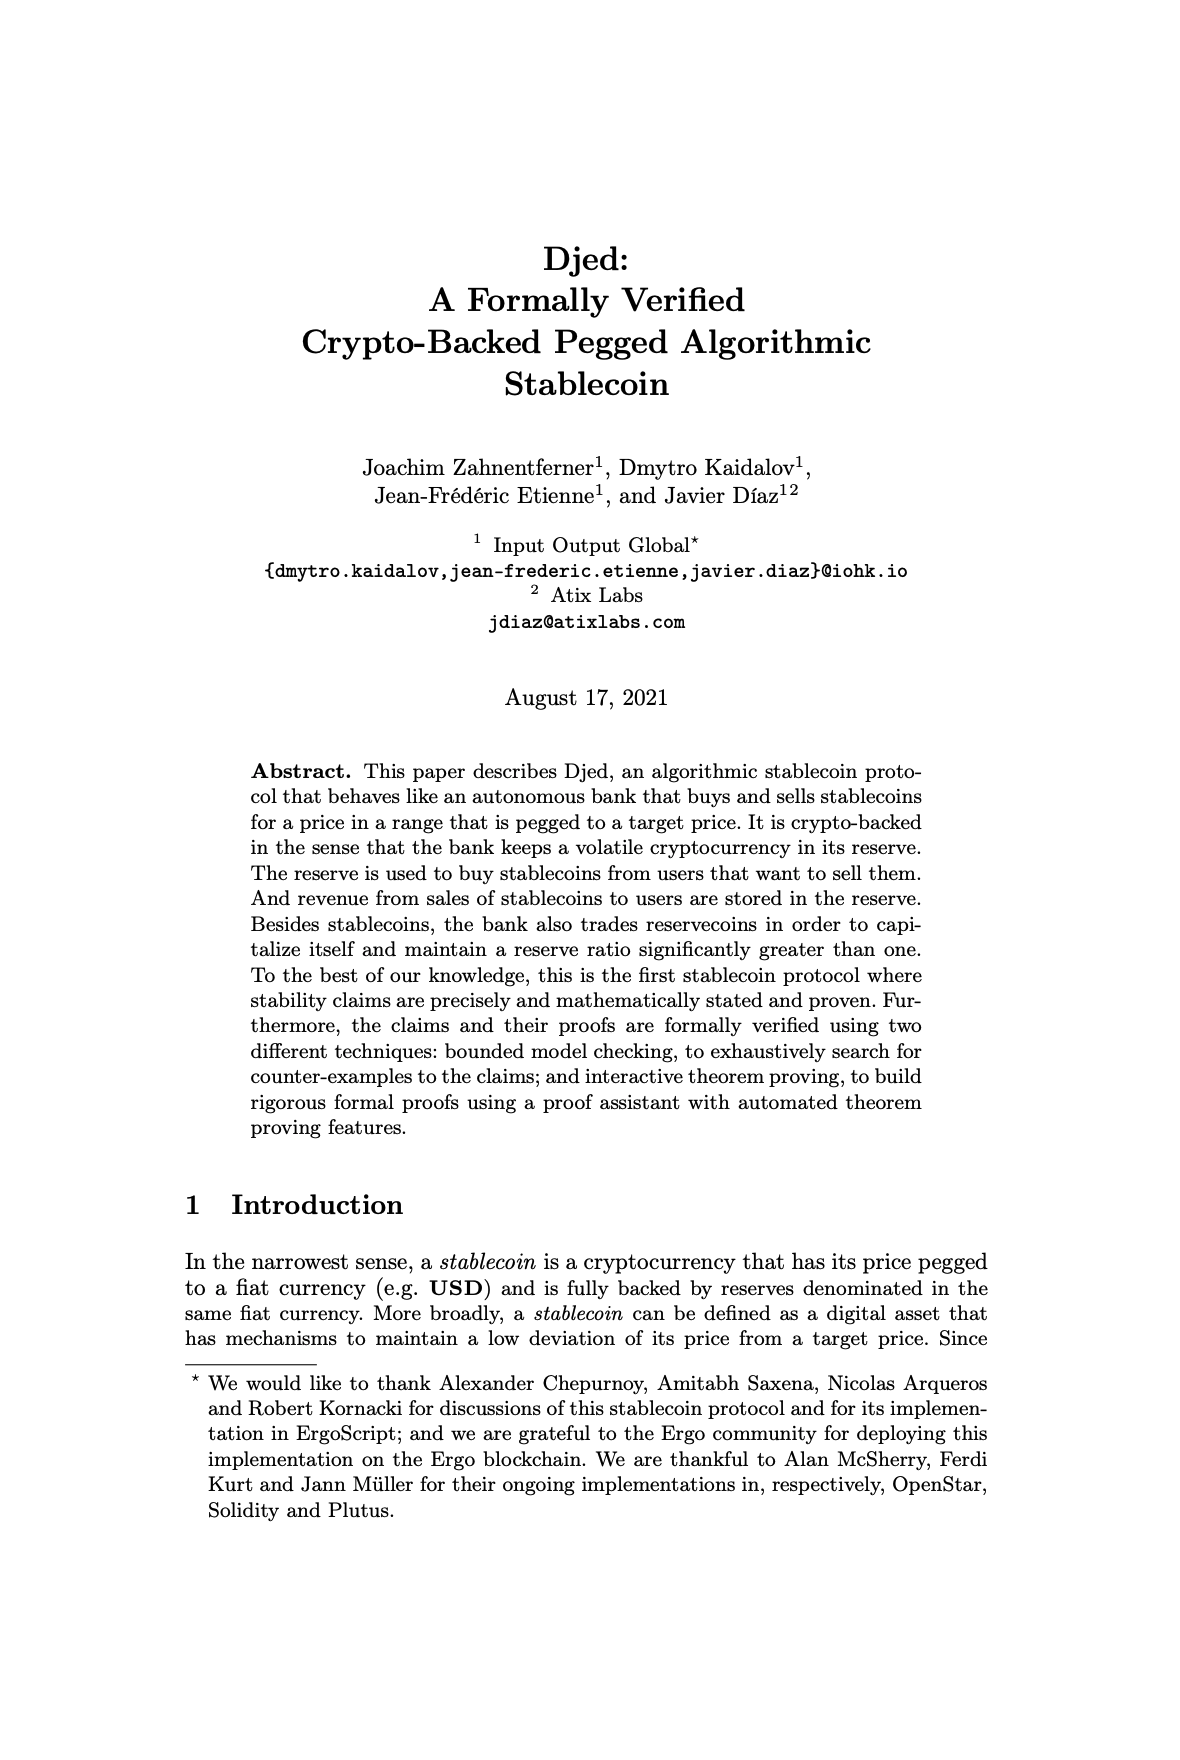 Djed:
A Formally Verified
Crypto-Backed Pegged Algorithmic
Stablecoin
Joachim Zahnentferner¹, Dmytro Kaidalov¹,
Jean-Frédéric Etienne¹, and Javier Díaz¹²
¹ Input Output Global⋆
{dmytro.kaidalov,jean-frederic.etienne,javier.diaz}@iohk.io
² Atix Labs
jdiaz@atixlabs.com
August 17, 2021
Abstract. This paper describes Djed, an algorithmic stablecoin proto-
col that behaves like an autonomous bank that buys and sells stablecoins
for a price in a range that is pegged to a target price. It is crypto-backed
in the sense that the bank keeps a volatile cryptocurrency in its reserve.
The reserve is used to buy stablecoins from users that want to sell them.
And revenue from sales of stablecoins to users are stored in the reserve.
Besides stablecoins, the bank also trades reservecoins in order to capi-
talize itself and maintain a reserve ratio significantly greater than one.
To the best of our knowledge, this is the first stablecoin protocol where
stability claims are precisely and mathematically stated and proven. Fur-
thermore, the claims and their proofs are formally verified using two
different techniques: bounded model checking, to exhaustively search for
counter-examples to the claims; and interactive theorem proving, to build
rigorous formal proofs using a proof assistant with automated theorem
proving features.
1 Introduction
In the narrowest sense, a stablecoin is a cryptocurrency that has its price pegged
to a fiat currency (e.g. USD) and is fully backed by reserves denominated in the
same fiat currency. More broadly, a stablecoin can be defined as a digital asset that
has mechanisms to maintain a low deviation of its price from a target price. Since
⋆ We would like to thank Alexander Chepurnoy, Amitabh Saxena, Nicolas Arqueros
and Robert Kornacki for discussions of this stablecoin protocol and for its implemen-
tation in ErgoScript; and we are grateful to the Ergo community for deploying this
implementation on the Ergo blockchain. We are thankful to Alan McSherry, Ferdi
Kurt and Jann Müller for their ongoing implementations in, respectively, OpenStar,
Solidity and Plutus.